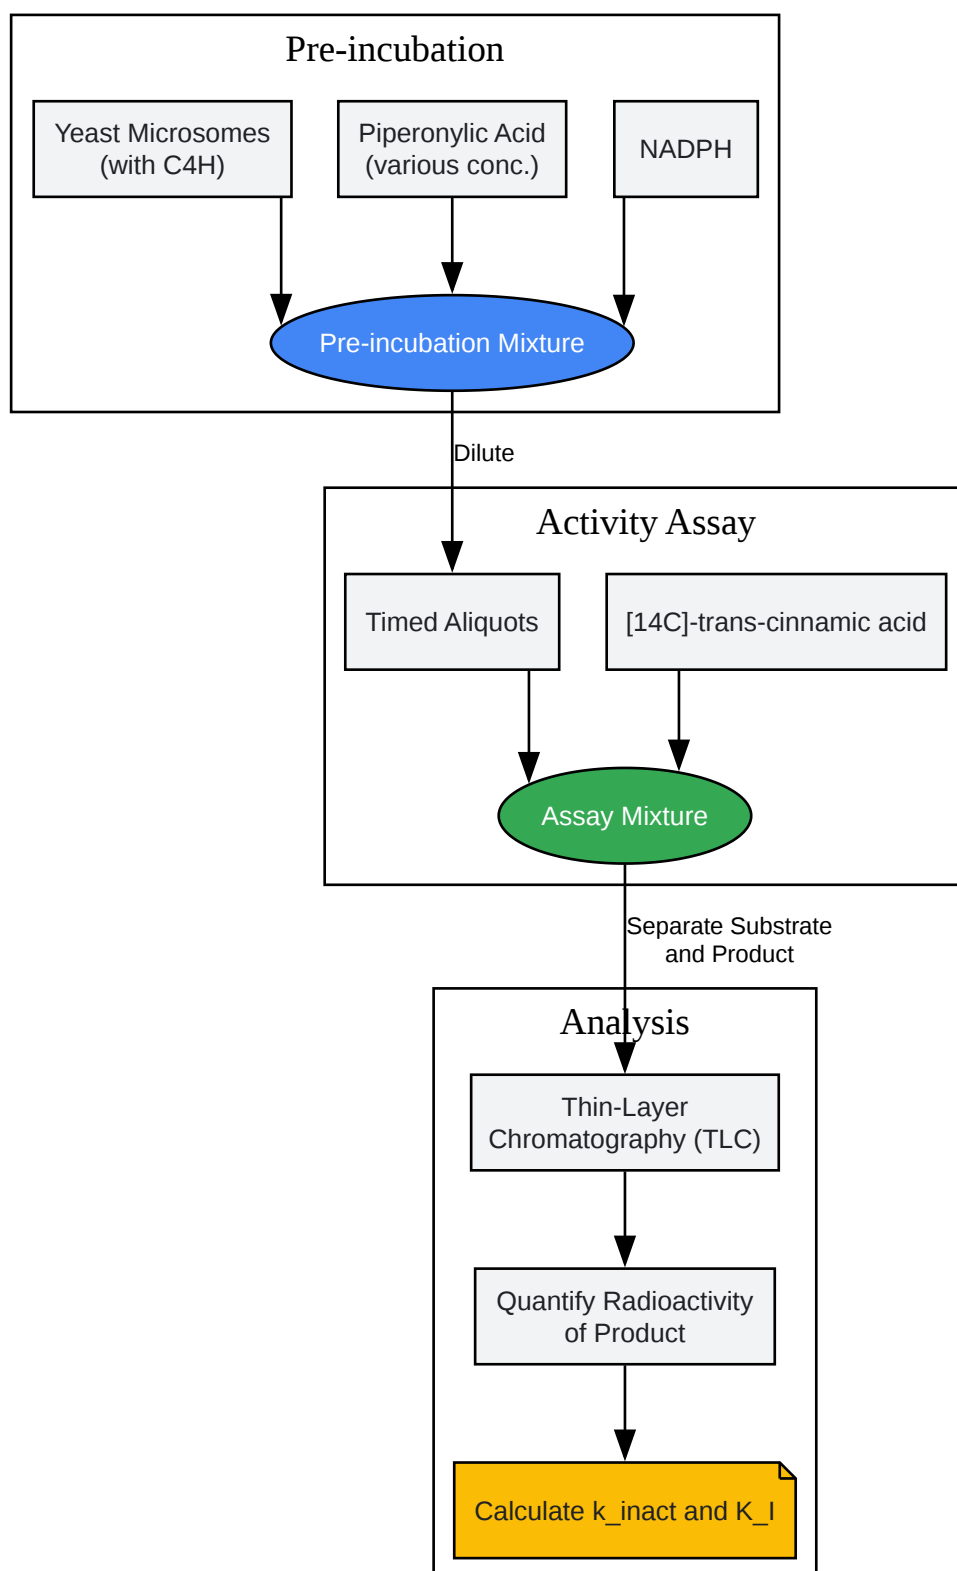 Pre-incubation
Yeast Microsomes
(with C4H)
Piperonylic Acid
(various conc.)
NADPH
Pre-incubation Mixture
Dilute
Activity Assay
Timed Aliquots
[14C]-trans-cinnamic acid
Assay Mixture
Separate Substrate
and Product
Analysis
Thin-Layer
Chromatography (TLC)
Quantify Radioactivity
of Product
Calculate k_inact and K_I